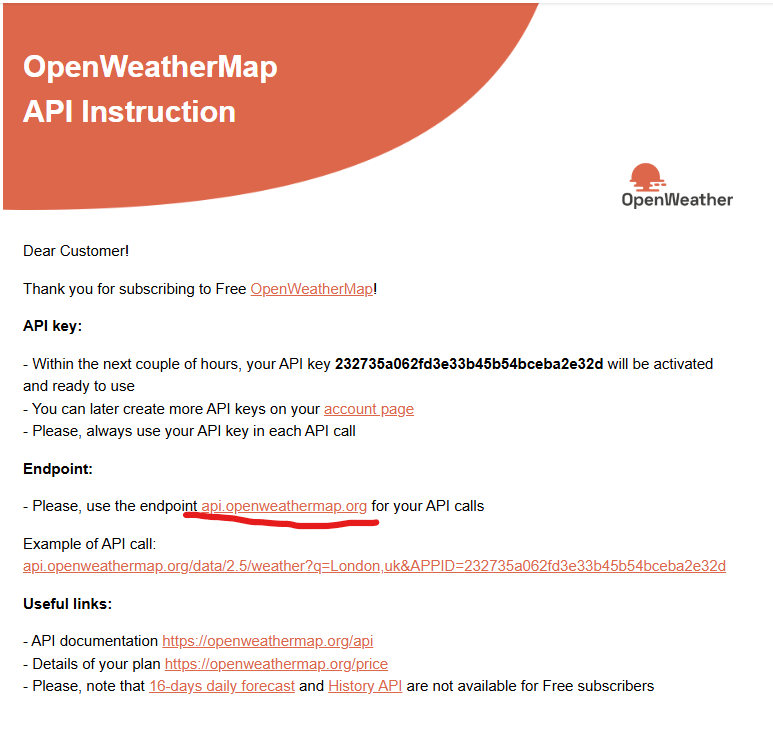 OpenWeatherMap
API Instruction
OpenWeather
Dear Customer!
Thank you for subscribing to Free OpenWeatherMap!
API key:
- Within the next couple of hours, your API key 232735a062fd3e33b45b54bceba2e32d will be activated
and ready to use
- You can later create more API keys on your account page
- Please, always use your API key in each API call
Endpoint:
- Please, use the endpoint api.openweathermap.org for your API calls
Example of API call:
api.openweathermap.org/data/2.5/weather?q=London,uk&APPID=232735a062fd3e33b45b54bceba2e32d
Useful links:
- API documentation https://openweathermap.org/api
- Details of your plan https://openweathermap.org/price
- Please, note that 16-days daily forecast and History API are not available for Free subscribers